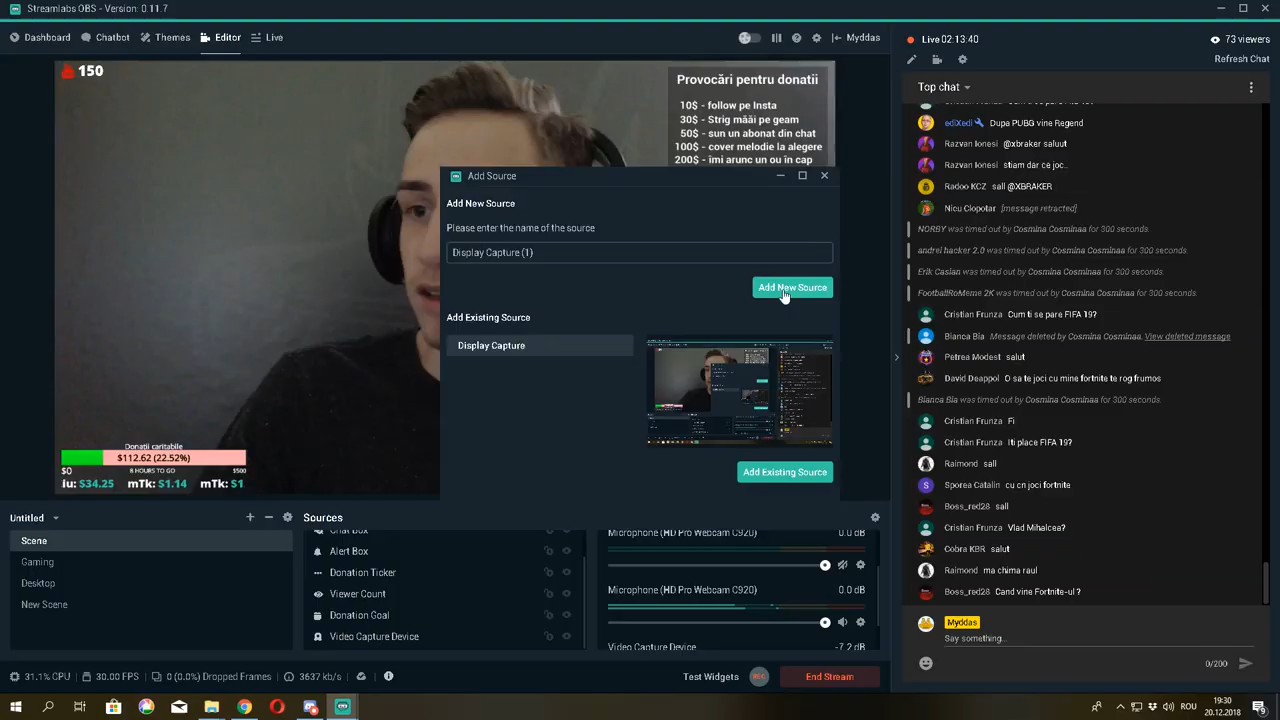 Streamlabs OBS - Version: 0.11.7
Dashboard
Chatbot
Themes
Editor
Live
Myddas
150
Provocări pentru donatii
10$ - follow pe Insta
30$ - Strig măăi pe geam
50$ - sun un abonat din chat
100$ - cover melodie la alegere
200$ - îmi arunc un ou în cap
Add Source
Add New Source
Please enter the name of the source
Display Capture (1)
Add New Source
Add Existing Source
Display Capture
Add Existing Source
Donații caritabile
$112.62 (22.52%)
$0
8 HOURS TO GO
$500
iu: $34.25 mTk: $1.14 mTk: $1
Untitled
Scene
Gaming
Desktop
New Scene
Sources
Chat Box
Alert Box
Donation Ticker
Viewer Count
Donation Goal
Video Capture Device
Microphone (HD Pro Webcam C920)
0.0 dB
Microphone (HD Pro Webcam C920)
0.0 dB
Video Capture Device
-7.2 dB
31.1% CPU
30.00 FPS
0 (0.0%) Dropped Frames
3637 kb/s
Test Widgets
REC
End Stream
Live 02:13:40
73 viewers
Refresh Chat
Top chat
ediXedi Dupa PUBG vine Regend
Razvan Ionesi @xbraker saluut
Razvan Ionesi stiam dar ce joc..
Radoo KCZ sall @XBRAKER
Nicu Clopotar [message retracted]
NORBY was timed out by Cosmina Cosminaa for 300 seconds.
andrei hacker 2.0 was timed out by Cosmina Cosminaa for 300 seconds.
Erik Casian was timed out by Cosmina Cosminaa for 300 seconds.
FootballRoMeme 2K was timed out by Cosmina Cosminaa for 300 seconds.
Cristian Frunza Cum ti se pare FIFA 19?
Bianca Bia Message deleted by Cosmina Cosminaa. View deleted message
Petrea Modest salut
David Deappol O sa te joci cu mine fortnite te rog frumos
Bianca Bia was timed out by Cosmina Cosminaa for 300 seconds.
Cristian Frunza Fi
Cristian Frunza Iti place FIFA 19?
Raimond sall
Sporea Catalin cu cn joci fortnite
Boss_red28 sall
Cristian Frunza Vlad Mihalcea?
Cobra KBR salut
Raimond ma chima raul
Boss_red28 Cand vine Fortnite-ul ?
Myddas
Say something...
0/200
ROU
19:30
20.12.2018